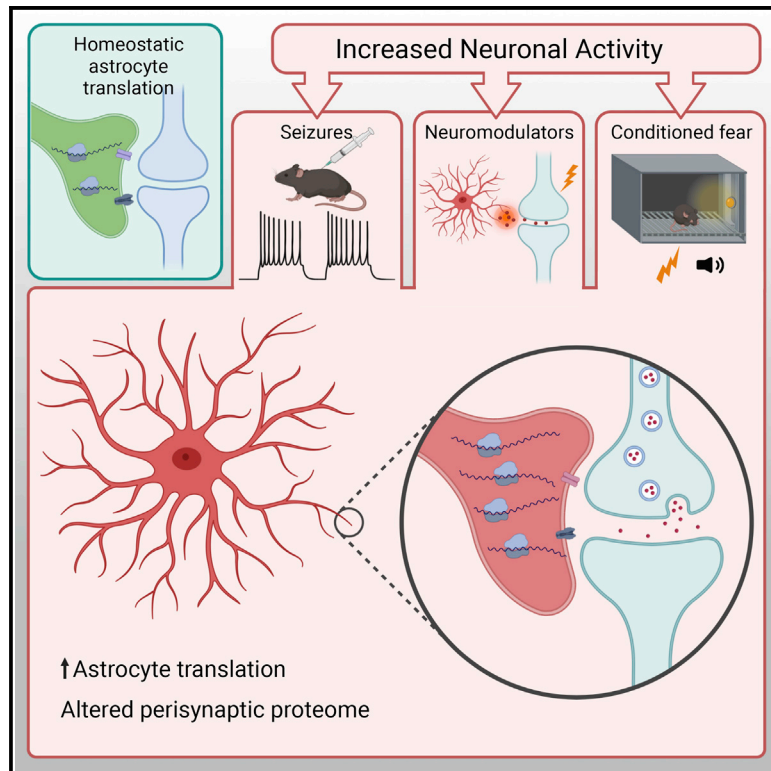 Homeostatic
astrocyte
translation
Increased Neuronal Activity
Seizures
Neuromodulators
Conditioned fear
↑Astrocyte translation
Altered perisynaptic proteome